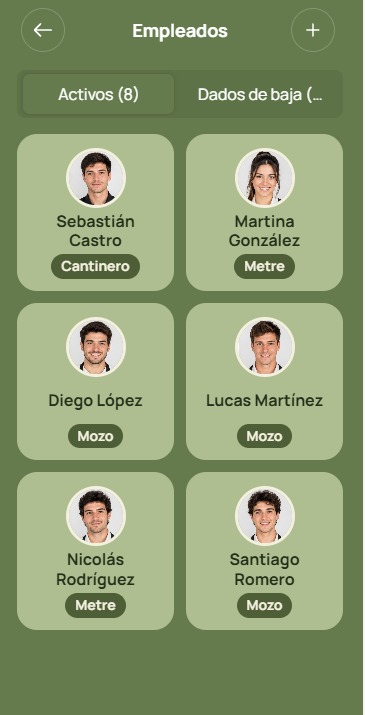 Empleados
Activos (8)
Dados de baja (...
Sebastián
Castro
Cantinero
Martina
González
Metre
Diego López
Mozo
Lucas Martínez
Mozo
Nicolás
Rodríguez
Metre
Santiago
Romero
Mozo